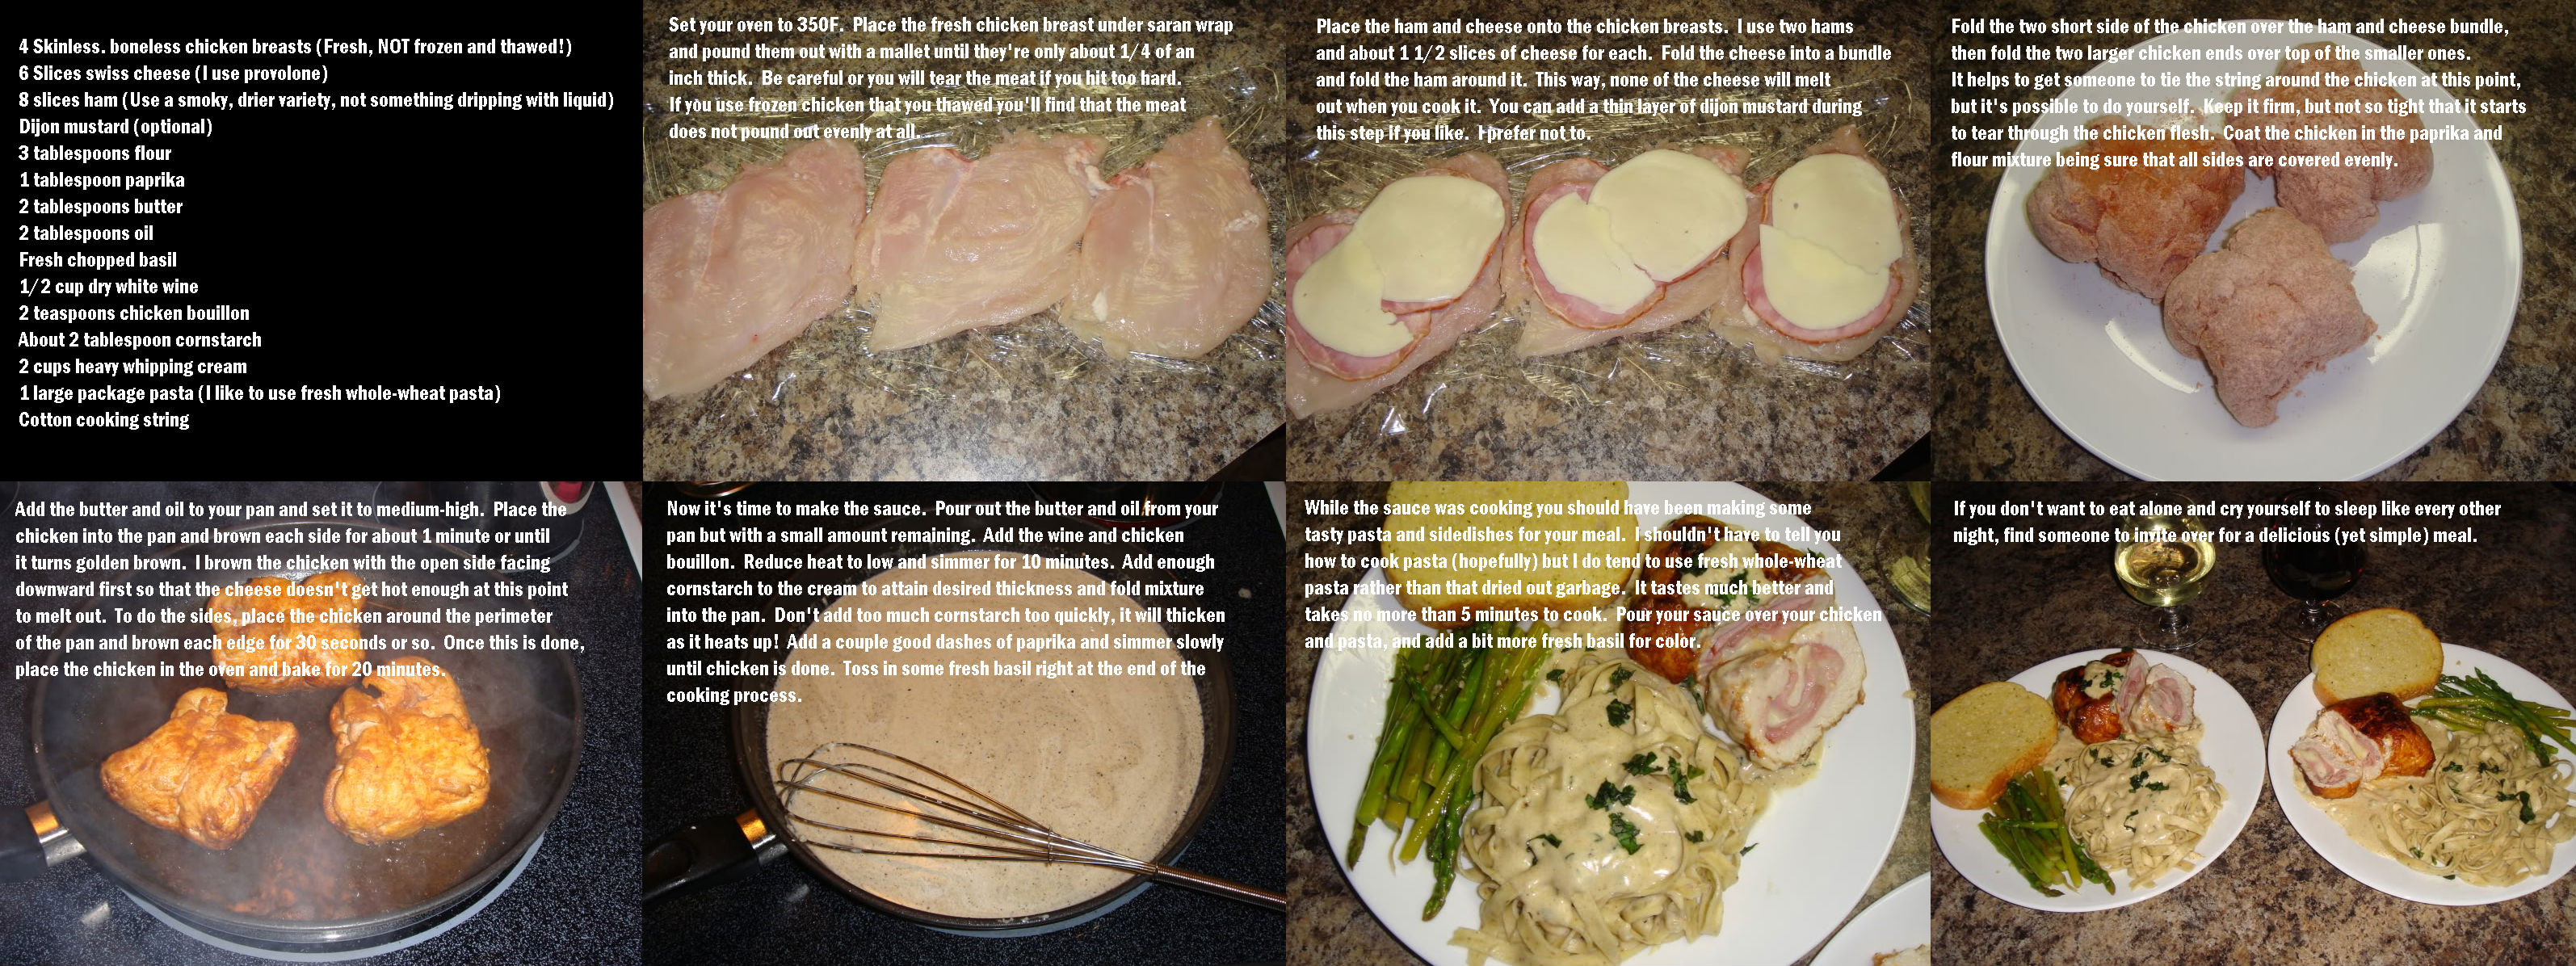 4 Skinless. boneless chicken breasts (Fresh, NOT frozen and thawed!)
6 Slices swiss cheese (I use provolone)
8 slices ham (Use a smoky, drier variety, not something dripping with liquid)
Dijon mustard (optional)
3 tablespoons flour
1 tablespoon paprika
2 tablespoons butter
2 tablespoons oil
Fresh chopped basil
1/2 cup dry white wine
2 teaspoons chicken bouillon
About 2 tablespoon cornstarch
2 cups heavy whipping cream
1 large package pasta (I like to use fresh whole-wheat pasta)
Cotton cooking string
Set your oven to 350F. Place the fresh chicken breast under saran wrap
and pound them out with a mallet until they're only about 1/4 of an
inch thick. Be careful or you will tear the meat if you hit too hard.
If you use frozen chicken that you thawed you'll find that the meat
does not pound out evenly at all.
Place the ham and cheese onto the chicken breasts. I use two hams
and about 1 1/2 slices of cheese for each. Fold the cheese into a bundle
and fold the ham around it. This way, none of the cheese will melt
out when you cook it. You can add a thin layer of dijon mustard during
this step if you like. I prefer not to.
Fold the two short side of the chicken over the ham and cheese bundle,
then fold the two larger chicken ends over top of the smaller ones.
It helps to get someone to tie the string around the chicken at this point,
but it's possible to do yourself. Keep it firm, but not so tight that it starts
to tear through the chicken flesh. Coat the chicken in the paprika and
flour mixture being sure that all sides are covered evenly.
Add the butter and oil to your pan and set it to medium-high. Place the
chicken into the pan and brown each side for about 1 minute or until
it turns golden brown. I brown the chicken with the open side facing
downward first so that the cheese doesn't get hot enough at this point
to melt out. To do the sides, place the chicken around the perimeter
of the pan and brown each edge for 30 seconds or so. Once this is done,
place the chicken in the oven and bake for 20 minutes.
Now it's time to make the sauce. Pour out the butter and oil from your
pan but with a small amount remaining. Add the wine and chicken
bouillon. Reduce heat to low and simmer for 10 minutes. Add enough
cornstarch to the cream to attain desired thickness and fold mixture
into the pan. Don't add too much cornstarch too quickly, it will thicken
as it heats up! Add a couple good dashes of paprika and simmer slowly
until chicken is done. Toss in some fresh basil right at the end of the
cooking process.
While the sauce was cooking you should have been making some
tasty pasta and sidedishes for your meal. I shouldn't have to tell you
how to cook pasta (hopefully) but I do tend to use fresh whole-wheat
pasta rather than that dried out garbage. It tastes much better and
takes no more than 5 minutes to cook. Pour your sauce over your chicken
and pasta, and add a bit more fresh basil for color.
If you don't want to eat alone and cry yourself to sleep like every other
night, find someone to invite over for a delicious (yet simple) meal.